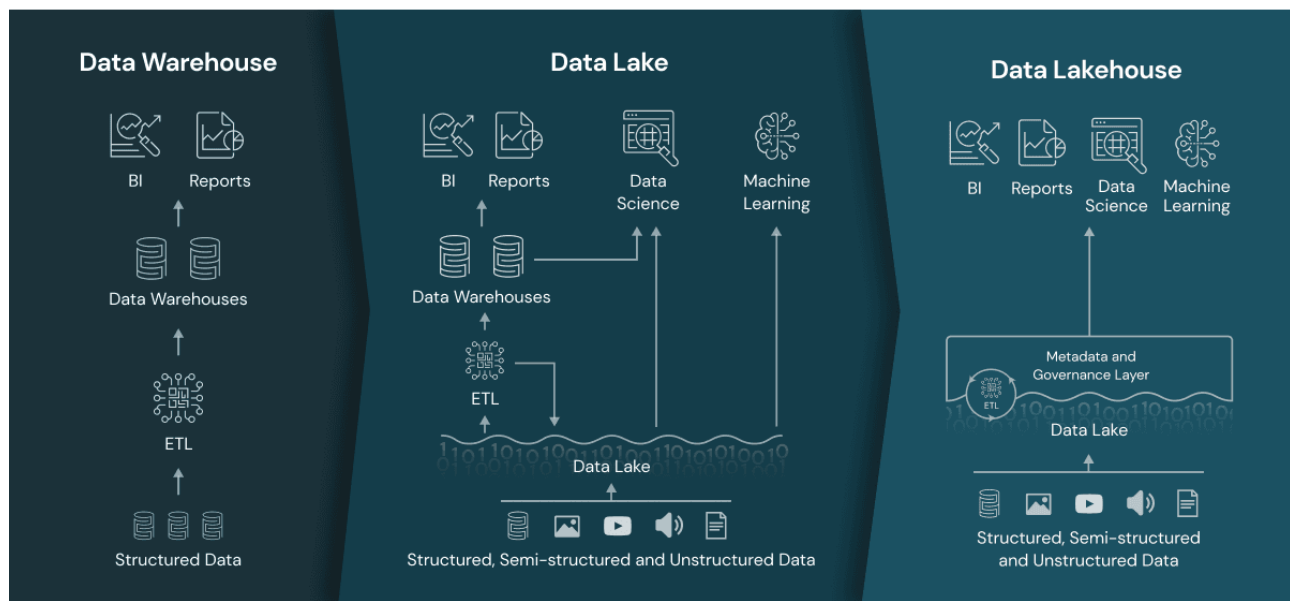 Data Warehouse
BI
Reports
Data Warehouses
ETL
Structured Data
Data Lake
BI
Reports
Data
Science
Machine
Learning
Data Warehouses
ETL
Data Lake
Structured, Semi-structured and Unstructured Data
Data Lakehouse
BI
Reports
Data
Science
Machine
Learning
Metadata and
Governance Layer
ETL
Data Lake
Structured, Semi-structured
and Unstructured Data